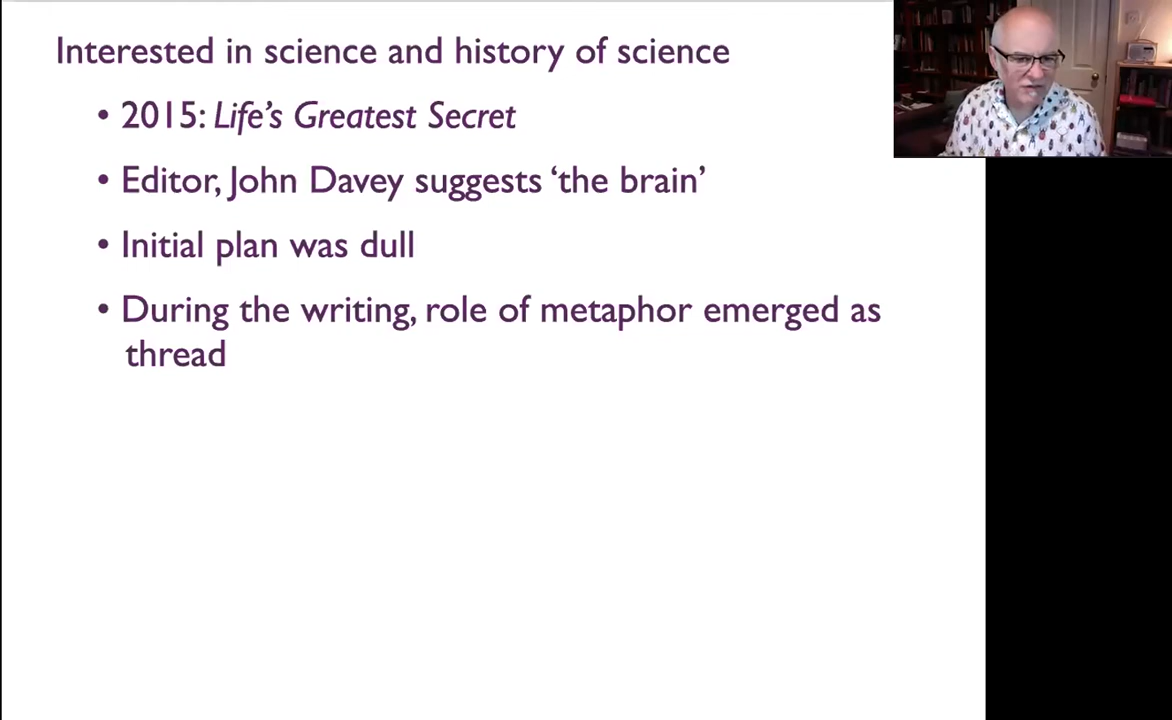 Interested in science and history of science
• 2015: Life's Greatest Secret
• Editor, John Davey suggests ‘the brain’
• Initial plan was dull
• During the writing, role of metaphor emerged as
thread